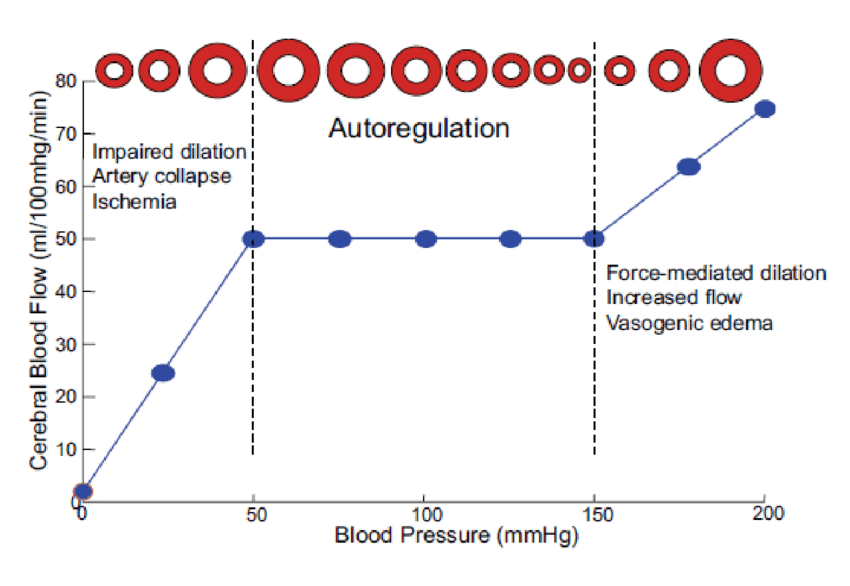 Autoregulation
Impaired dilation
Artery collapse
Ischemia
Force-mediated dilation
Increased flow
Vasogenic edema
Cerebral Blood Flow (ml/100mhg/min)
80
70
60
50
40
30
20
10
0
0
50
100
150
200
Blood Pressure (mmHg)